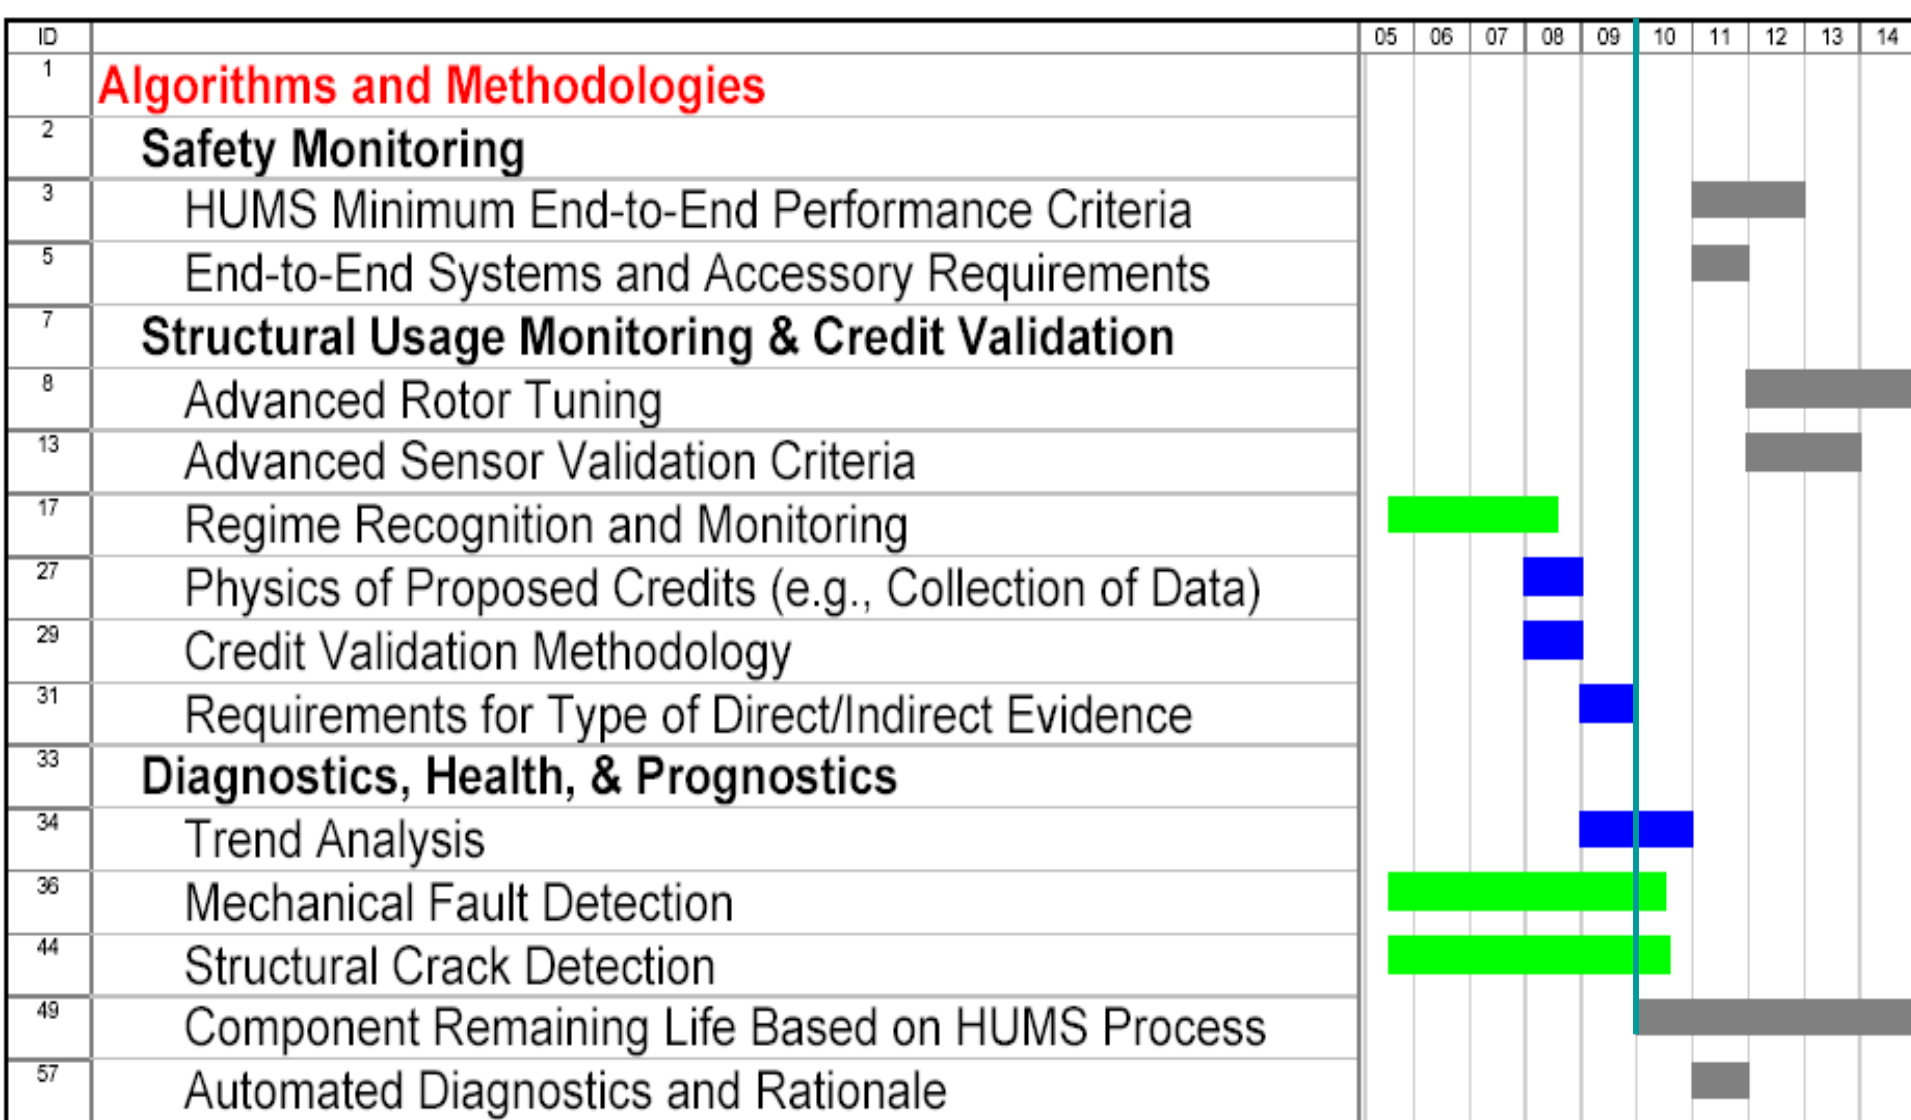 ID 05 06 07 08 09 10 11 12 13 14
1 Algorithms and Methodologies
2 Safety Monitoring
3 HUMS Minimum End-to-End Performance Criteria
5 End-to-End Systems and Accessory Requirements
7 Structural Usage Monitoring & Credit Validation
8 Advanced Rotor Tuning
13 Advanced Sensor Validation Criteria
17 Regime Recognition and Monitoring
27 Physics of Proposed Credits (e.g., Collection of Data)
29 Credit Validation Methodology
31 Requirements for Type of Direct/Indirect Evidence
33 Diagnostics, Health, & Prognostics
34 Trend Analysis
36 Mechanical Fault Detection
44 Structural Crack Detection
49 Component Remaining Life Based on HUMS Process
57 Automated Diagnostics and Rationale